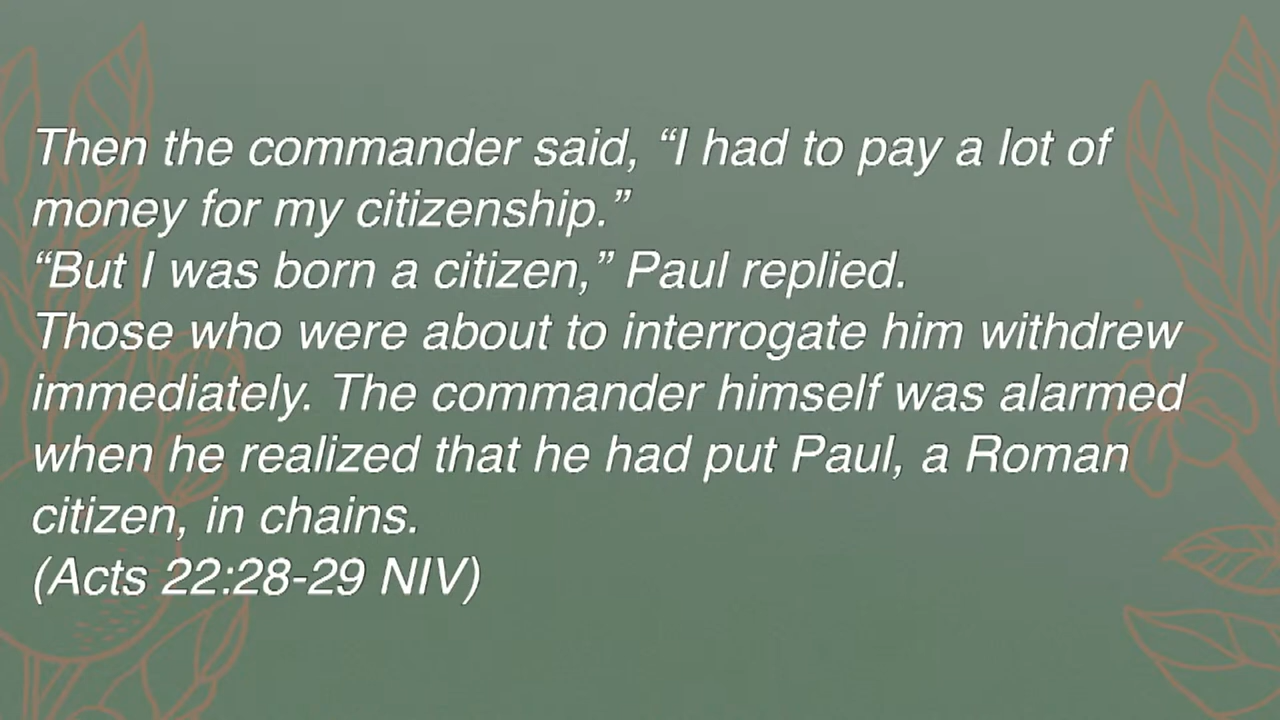 Then the commander said, “I had to pay a lot of
money for my citizenship.”
“But I was born a citizen,” Paul replied.
Those who were about to interrogate him withdrew
immediately. The commander himself was alarmed
when he realized that he had put Paul, a Roman
citizen, in chains.
(Acts 22:28-29 NIV)